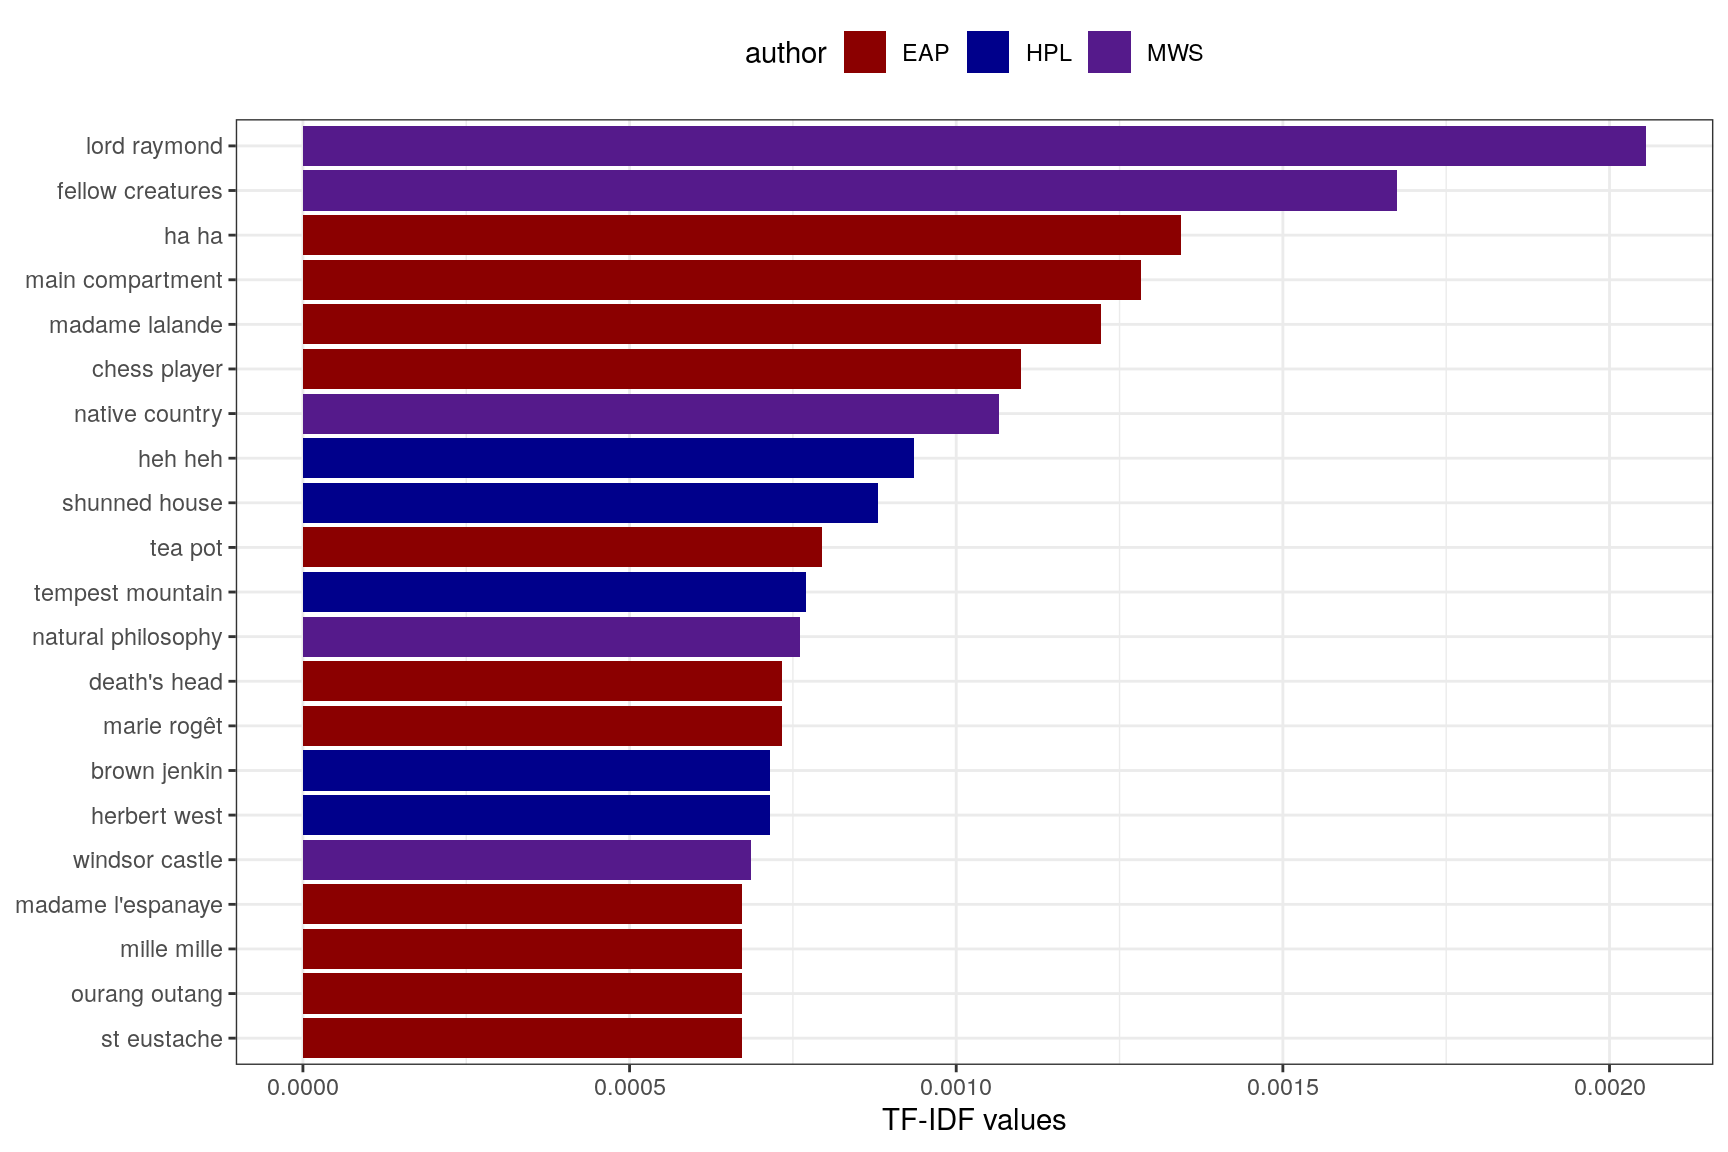 author EAP HPL MWS
lord raymond
fellow creatures
ha ha
main compartment
madame lalande
chess player
native country
heh heh
shunned house
tea pot
tempest mountain
natural philosophy
death's head
marie rogêt
brown jenkin
herbert west
windsor castle
madame l'espanaye
mille mille
ourang outang
st eustache
0.0000 0.0005 0.0010 0.0015 0.0020
TF-IDF values